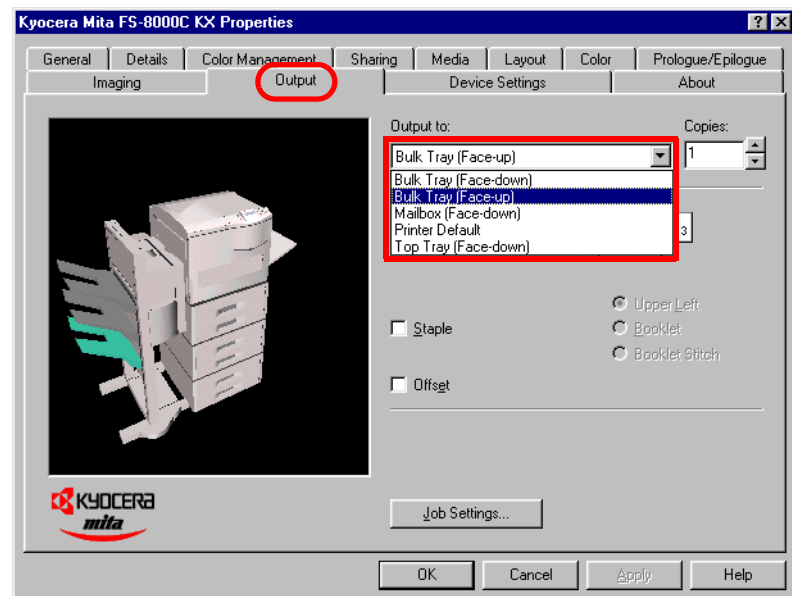 Kyocera Mita FS-8000C KX Properties
General Details Color Management Sharing Media Layout Color Prologue/Epilogue
Imaging Output Device Settings About
Output to: Copies:
Bulk Tray (Face-up) 1
Bulk Tray (Face-down)
Bulk Tray (Face-up)
Mailbox (Face-down)
Printer Default
3
Top Tray (Face-down)
Upper Left
Staple Booklet
Booklet Stitch
Offset
KYOCERA
mita
Job Settings...
OK Cancel Apply Help